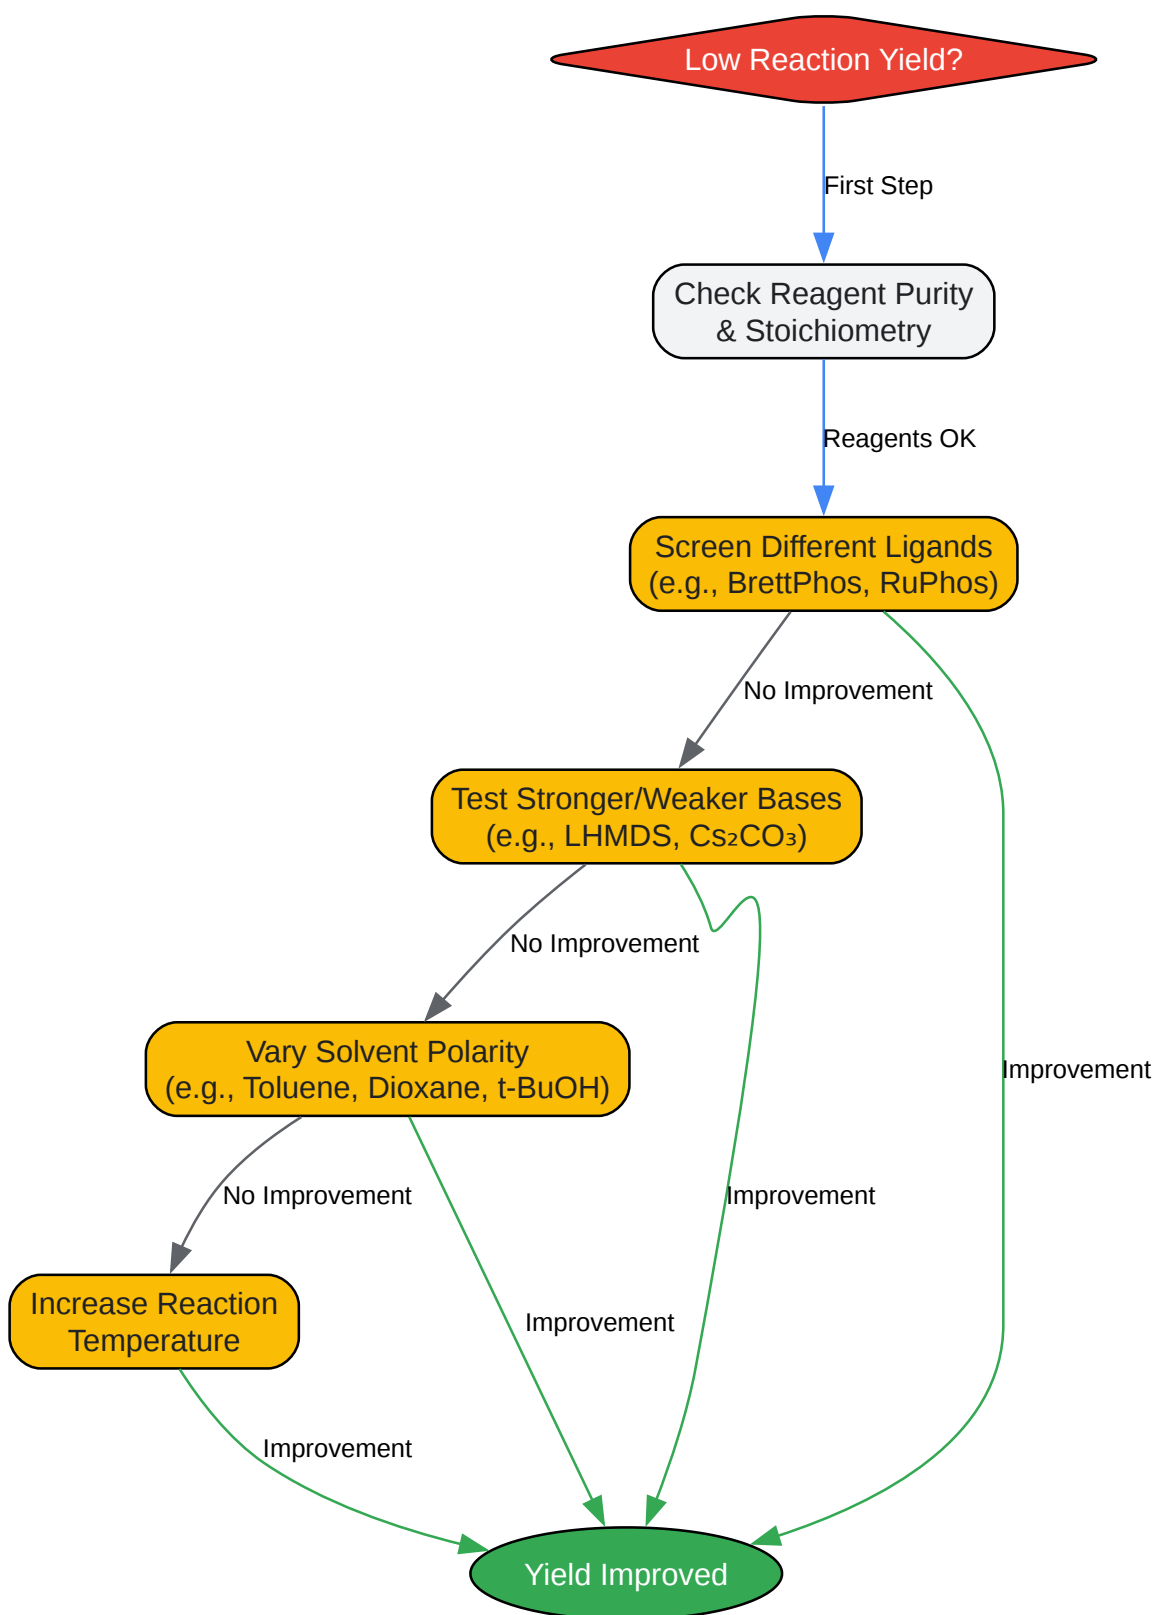 Low Reaction Yield?
First Step
Check Reagent Purity
& Stoichiometry
Reagents OK
Screen Different Ligands
(e.g., BrettPhos, RuPhos)
No Improvement
Test Stronger/Weaker Bases
(e.g., LHMDS, Cs₂CO₃)
No Improvement
Vary Solvent Polarity
(e.g., Toluene, Dioxane, t-BuOH)
Improvement
No Improvement
Improvement
Increase Reaction
Temperature
Improvement
Improvement
Yield Improved